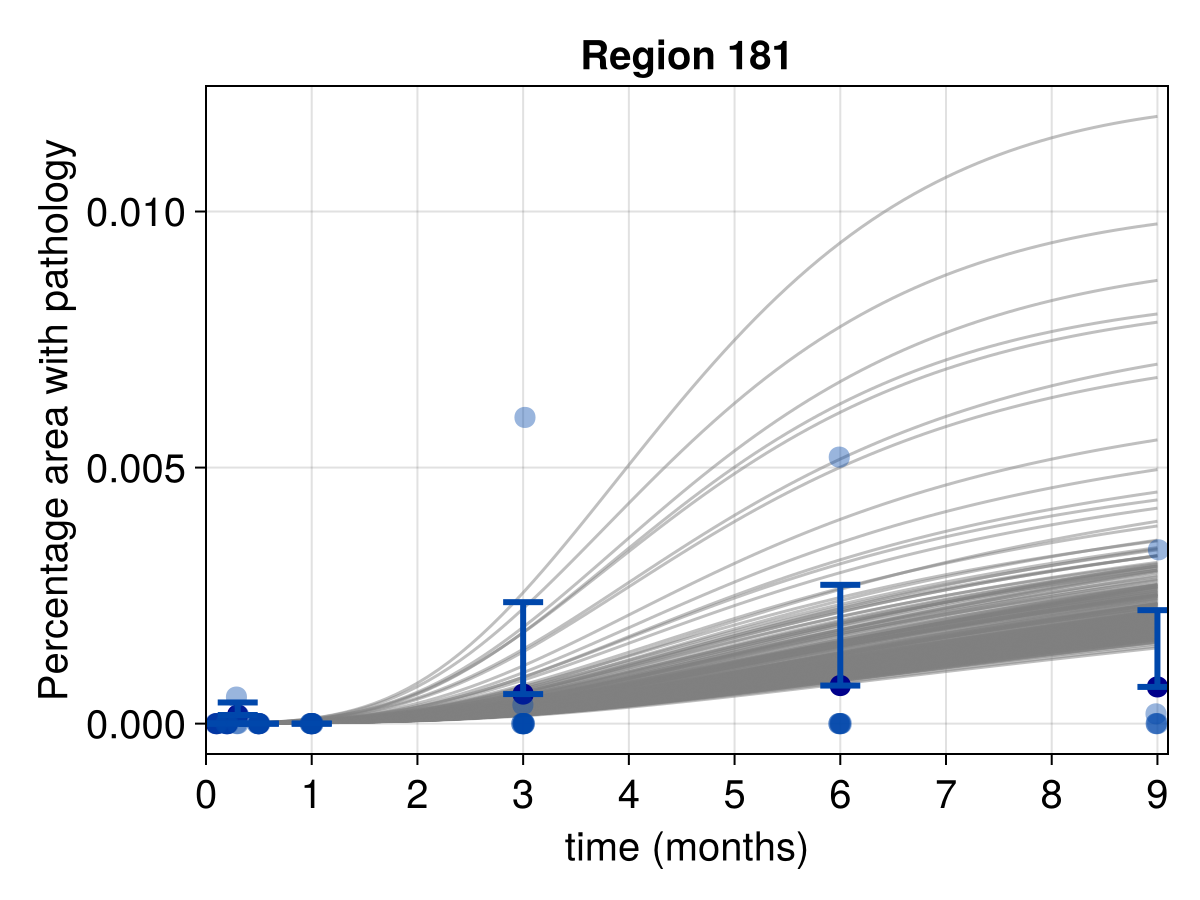 Region 181
Percentage area with pathology
0.010
0.005
0.000
0 1 2 3 4 5 6 7 8 9
time (months)